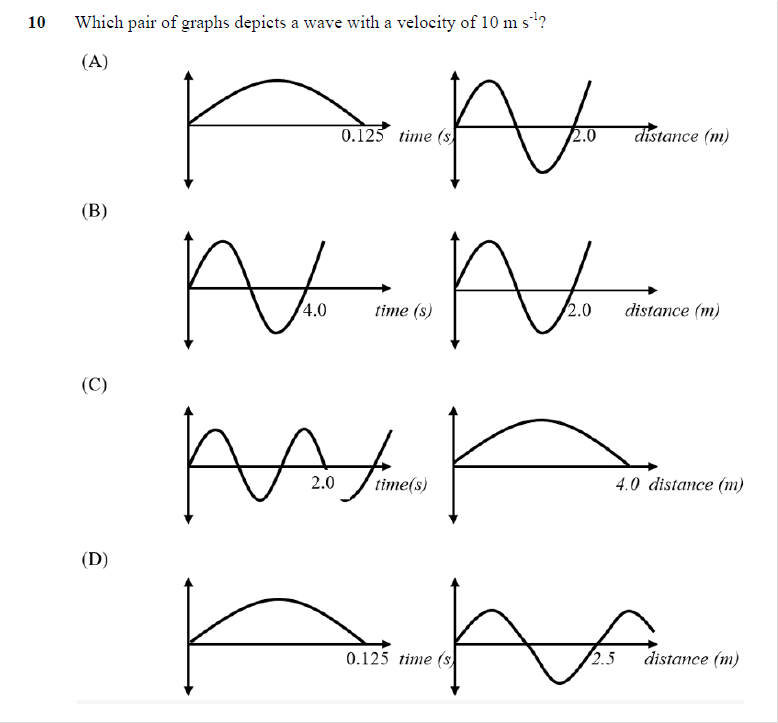 10 Which pair of graphs depicts a wave with a velocity of 10 m s⁻¹?
(A)
0.125 time (s) 2.0 distance (m)
(B)
4.0 time (s) 2.0 distance (m)
(C)
2.0 time(s) 4.0 distance (m)
(D)
0.125 time (s) 2.5 distance (m)